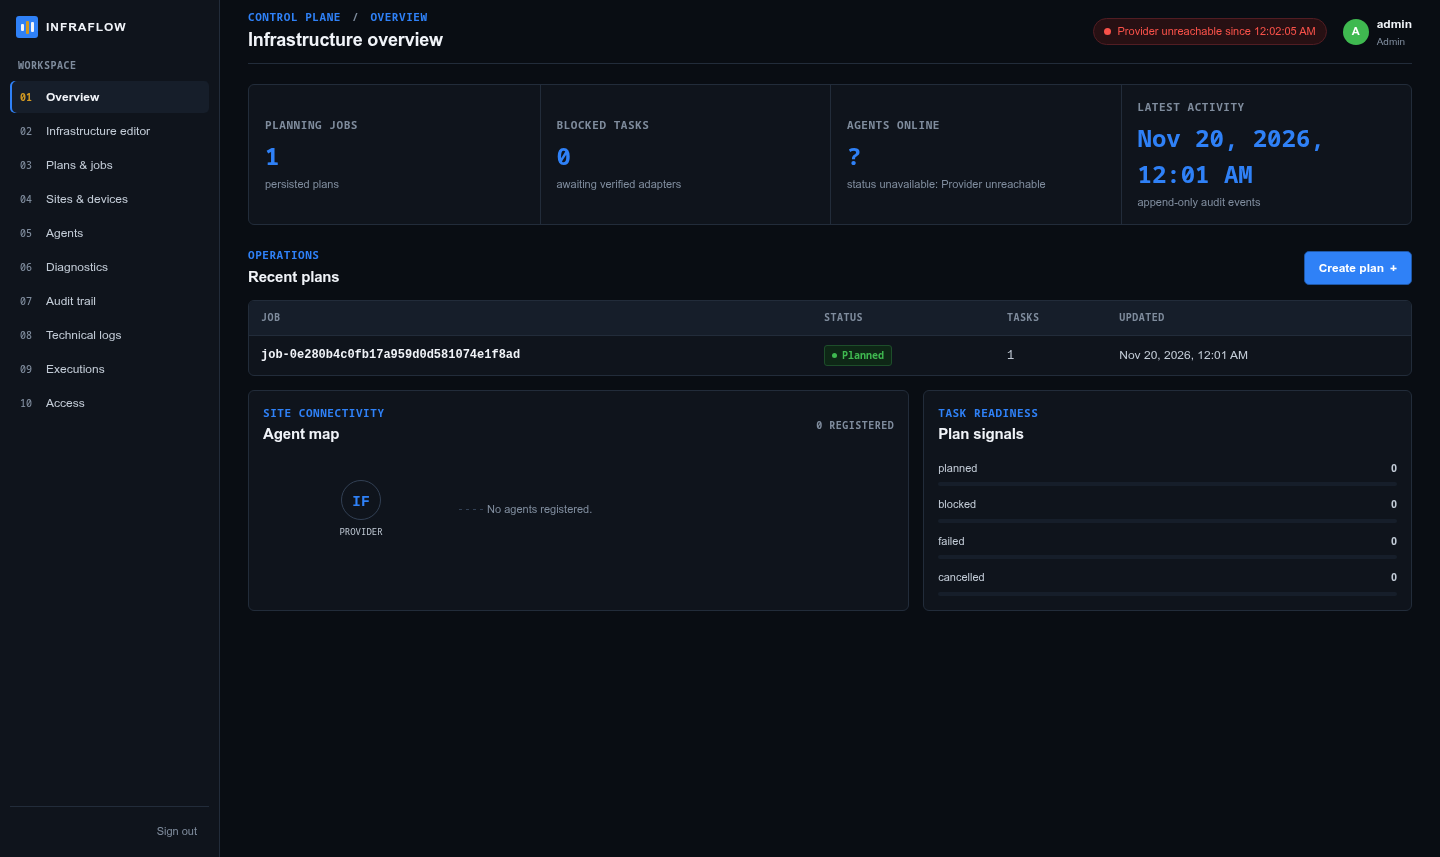 INFRAFLOW
WORKSPACE
01 Overview
02 Infrastructure editor
03 Plans & jobs
04 Sites & devices
05 Agents
06 Diagnostics
07 Audit trail
08 Technical logs
09 Executions
10 Access
Sign out
CONTROL PLANE / OVERVIEW
Infrastructure overview
Provider unreachable since 12:02:05 AM
A
admin
Admin
PLANNING JOBS
1
persisted plans
BLOCKED TASKS
0
awaiting verified adapters
AGENTS ONLINE
?
status unavailable: Provider unreachable
LATEST ACTIVITY
Nov 20, 2026,
12:01 AM
append-only audit events
OPERATIONS
Recent plans
Create plan +
JOB STATUS TASKS UPDATED
job-0e280b4c0fb17a959d0d581074e1f8ad Planned 1 Nov 20, 2026, 12:01 AM
SITE CONNECTIVITY
Agent map
0 REGISTERED
IF
PROVIDER
---- No agents registered.
TASK READINESS
Plan signals
planned 0
blocked 0
failed 0
cancelled 0